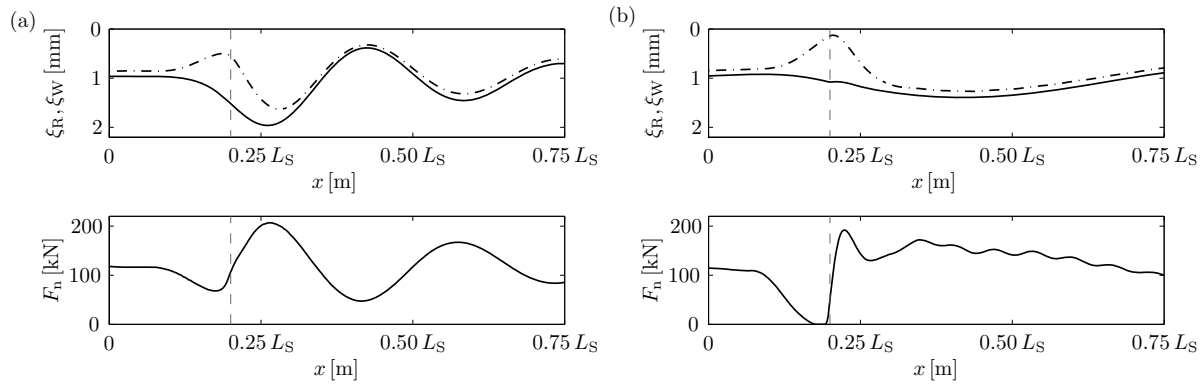 (a)
ξR, ξW [mm]
0
1
2
0
0.25 LS
0.50 LS
0.75 LS
x [m]
Fn [kN]
200
100
0
0
0.25 LS
0.50 LS
0.75 LS
x [m]
(b)
ξR, ξW [mm]
0
1
2
0
0.25 LS
0.50 LS
0.75 LS
x [m]
Fn [kN]
200
100
0
0
0.25 LS
0.50 LS
0.75 LS
x [m]